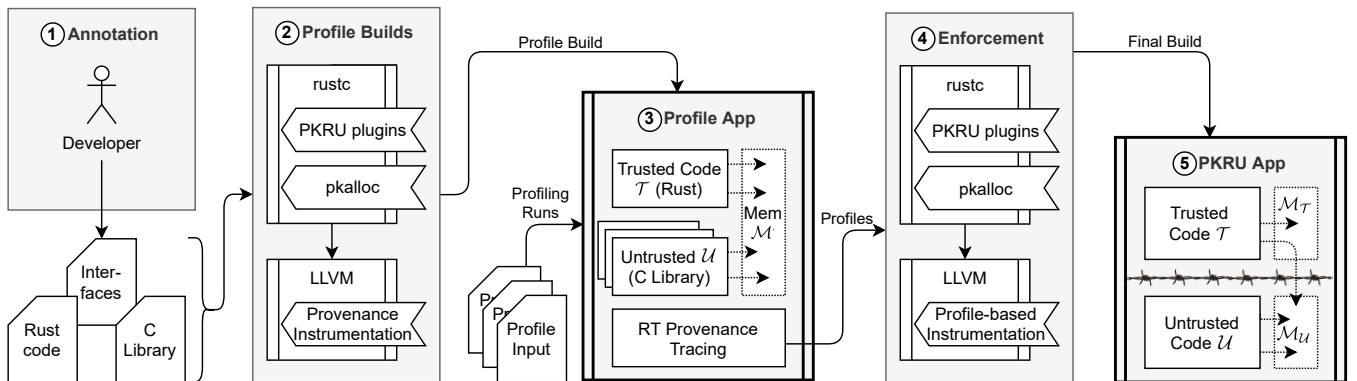 ① Annotation
Developer
Inter-
faces
Rust
code
C
Library
② Profile Builds
rustc
PKRU plugins
pkalloc
LLVM
Provenance
Instrumentation
Profile Build
Profiling
Runs
Profile
Input
③ Profile App
Trusted Code
𝒯 (Rust)
Untrusted 𝒰
(C Library)
Mem
ℳ
RT Provenance
Tracing
Profiles
④ Enforcement
rustc
PKRU plugins
pkalloc
LLVM
Profile-based
Instrumentation
Final Build
⑤ PKRU App
Trusted
Code 𝒯
ℳ𝒯
Untrusted
Code 𝒰
ℳ𝒰